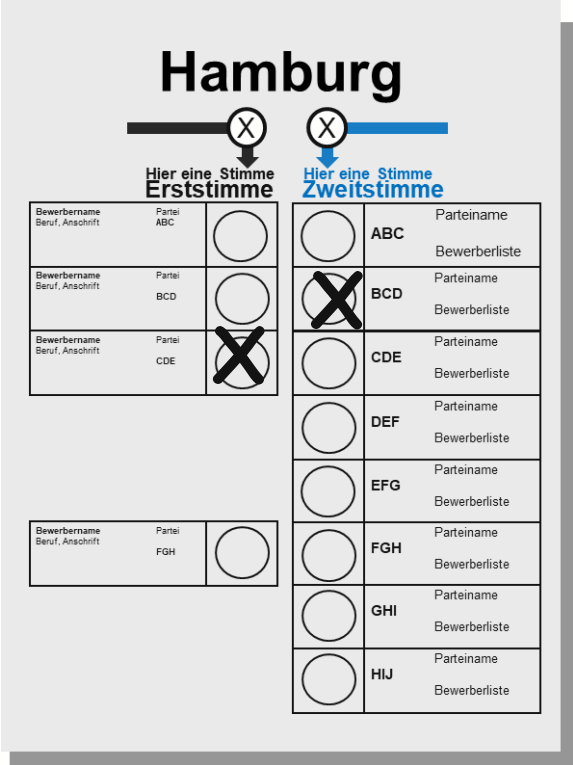 Hamburg
X X
Hier eine Stimme
Erststimme
Hier eine Stimme
Zweitstimme
Bewerbername Partei
Beruf, Anschrift ABC
Bewerbername Partei
Beruf, Anschrift
BCD
Bewerbername Partei
Beruf, Anschrift
CDE
Bewerbername Partei
Beruf, Anschrift
FGH
Parteiname
ABC
Bewerberliste
Parteiname
BCD
Bewerberliste
Parteiname
CDE
Bewerberliste
Parteiname
DEF
Bewerberliste
Parteiname
EFG
Bewerberliste
Parteiname
FGH
Bewerberliste
Parteiname
GHI
Bewerberliste
Parteiname
HIJ
Bewerberliste